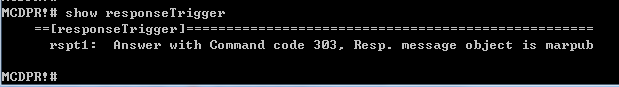 MCDPR!# show responseTrigger
==[responseTrigger]==================================================
rspt1:  Answer with Command code 303, Resp. message object is marpub
MCDPR!#